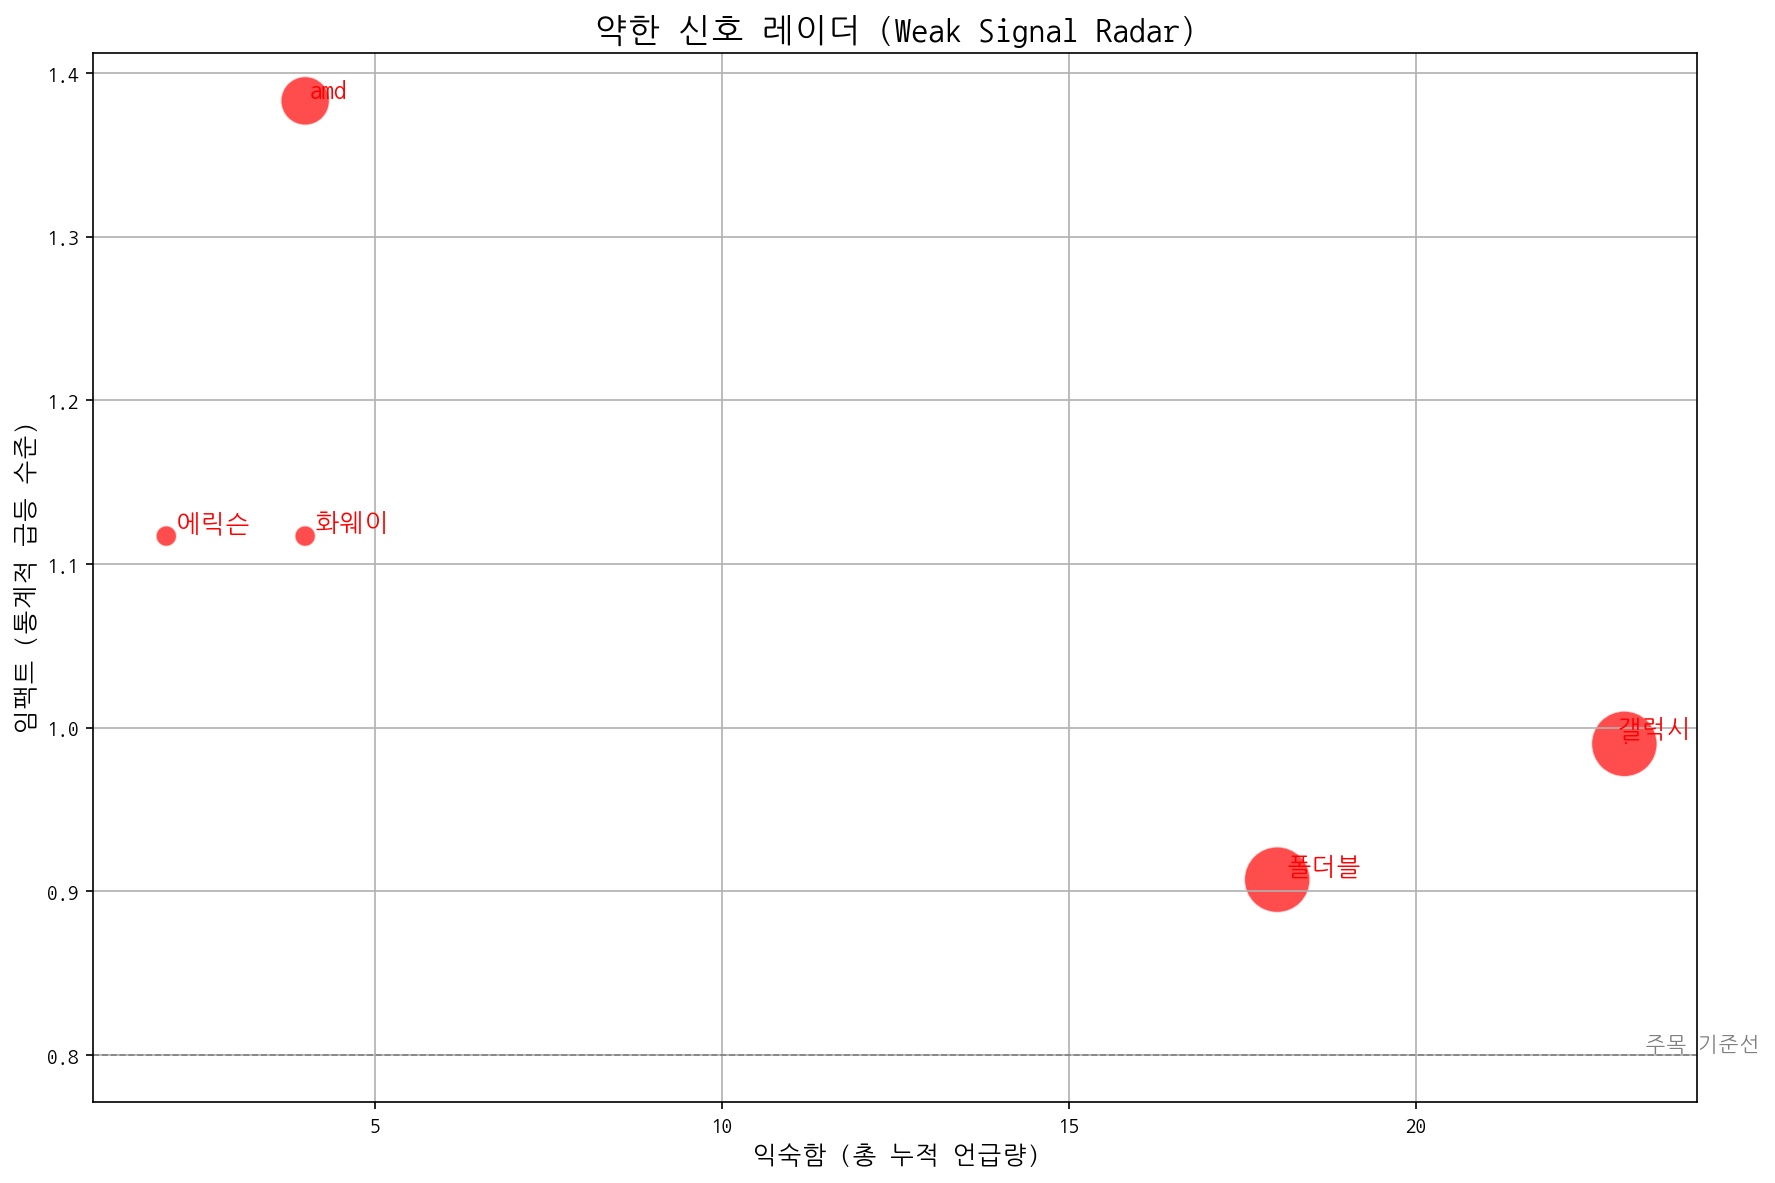 약한 신호 레이더 (Weak Signal Radar)
1.4
1.3
1.2
1.1
1.0
0.9
0.8
임팩트 (통계적 급등 수준)
amd
에릭슨
화웨이
갤럭시
폴더블
주목 기준선
5
10
15
20
익숙함 (총 누적 언급량)